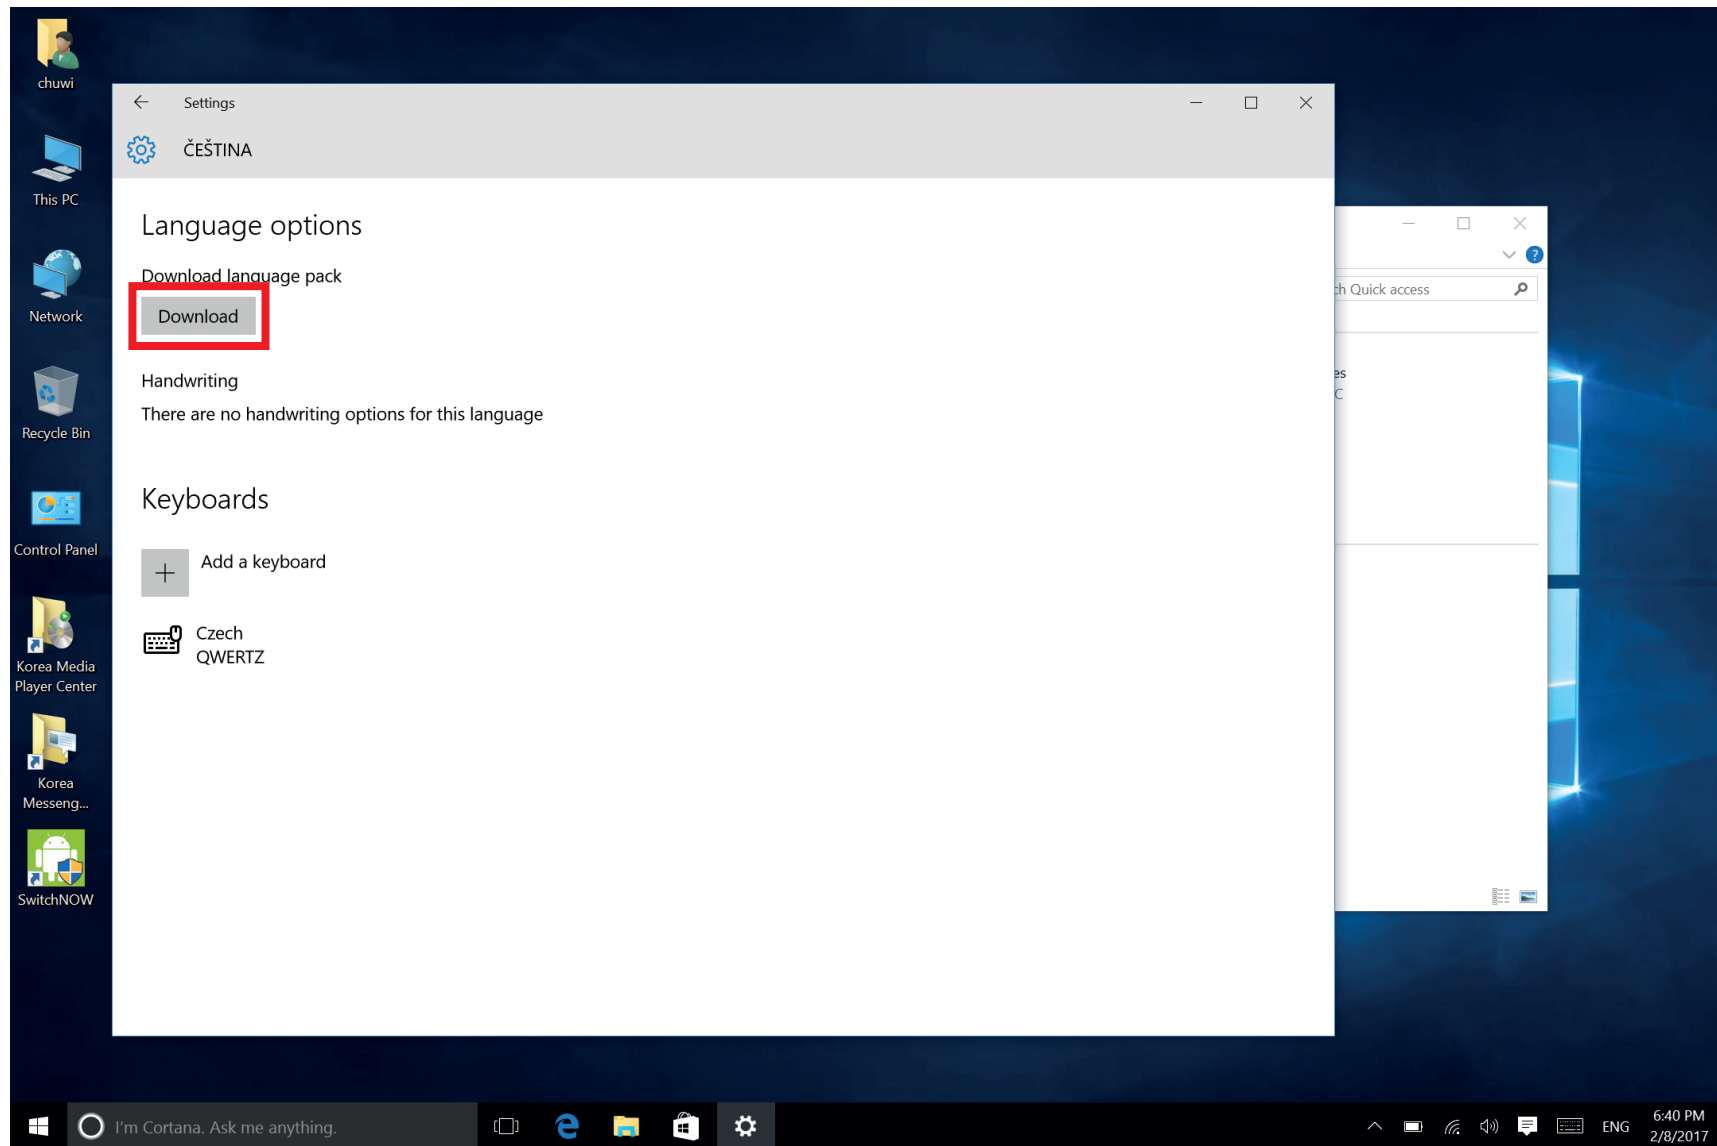 chuwi
This PC
Network
Recycle Bin
Control Panel
Korea Media
Player Center
Korea
Messeng...
SwitchNOW
Settings
ČEŠTINA
Language options
Download language pack
Download
Handwriting
There are no handwriting options for this language
Keyboards
Add a keyboard
Czech
QWERTZ
?
ch Quick access
es
C
I'm Cortana. Ask me anything.
ENG
6:40 PM
2/8/2017